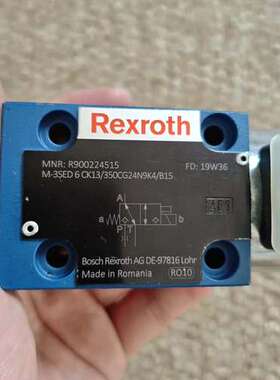 Rexroth
MNR: R900224515 FD: 19W36
M-3SED 6 CK13/350CG24N9K4/B15
A
a b
P T
Bosch Rexroth AG DE-97816 Lohr
Made in Romania RO10